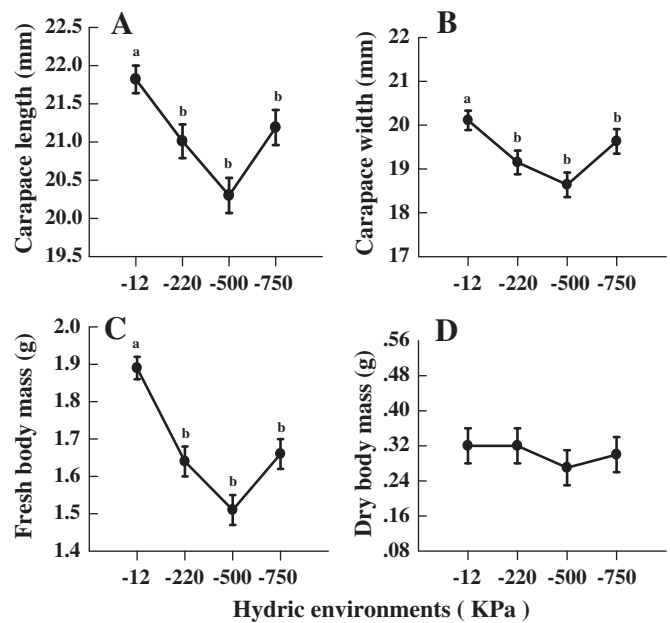 A
Carapace length (mm)
22.5
22.0
21.5
21.0
20.5
20.0
19.5
a
b
b
b
-12 -220 -500 -750
B
Carapace width (mm)
22
21
20
19
18
17
a
b
b
b
-12 -220 -500 -750
C
Fresh body mass (g)
2.0
1.9
1.8
1.7
1.6
1.5
1.4
a
b
b
b
-12 -220 -500 -750
D
Dry body mass (g)
.56
.48
.40
.32
.24
.16
.08
-12 -220 -500 -750
Hydric environments ( KPa)